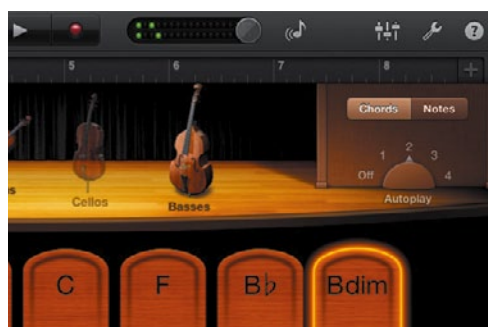 ?
5 6 7 8 +
Chords Notes
1 2 3
Off 4
Autoplay
Cellos Basses
C F B♭ Bdim